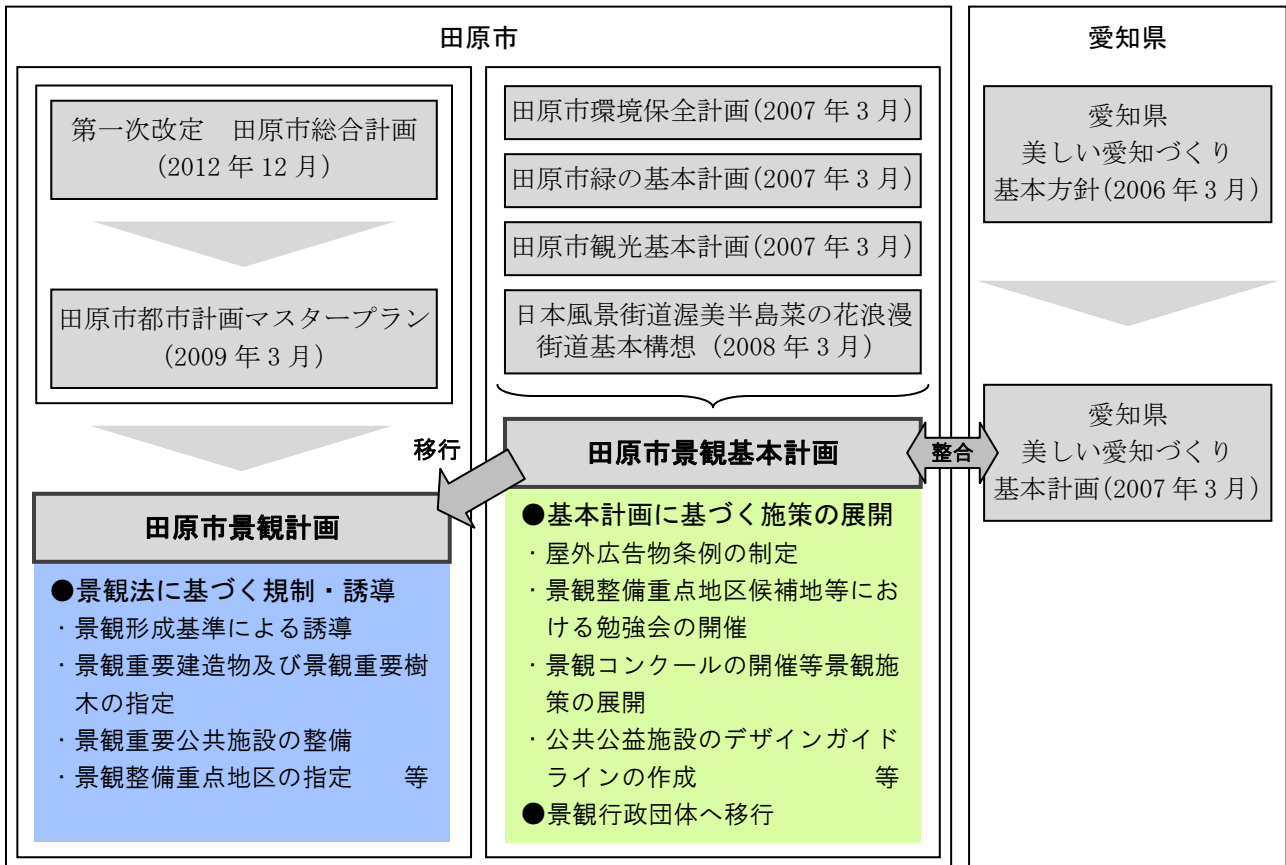 田原市
第一次改定　田原市総合計画
(2012 年 12 月)
田原市都市計画マスタープラン
(2009 年 3 月)
田原市景観計画
●景観法に基づく規制・誘導
・景観形成基準による誘導
・景観重要建造物及び景観重要樹
木の指定
・景観重要公共施設の整備
・景観整備重点地区の指定　　等
移行
田原市環境保全計画(2007 年 3 月)
田原市緑の基本計画(2007 年 3 月)
田原市観光基本計画(2007 年 3 月)
日本風景街道渥美半島菜の花浪漫
街道基本構想 (2008 年 3 月)
田原市景観基本計画
●基本計画に基づく施策の展開
・屋外広告物条例の制定
・景観整備重点地区候補地等にお
ける勉強会の開催
・景観コンクールの開催等景観施
策の展開
・公共公益施設のデザインガイド
ラインの作成　　等
●景観行政団体へ移行
整合
愛知県
愛知県
美しい愛知づくり
基本方針(2006 年 3 月)
愛知県
美しい愛知づくり
基本計画(2007 年 3 月)